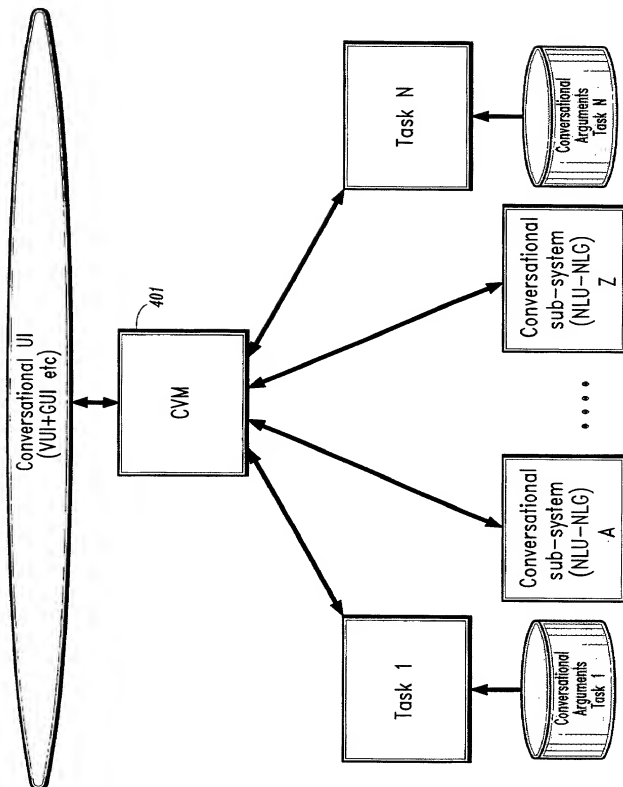 Conversational UI
(VUI+GUI etc)
401
CVM
Task 1
Task N
Conversational
Arguments
Task 1
Conversational
sub-system
(NLU-NLG)
A
Conversational
sub-system
(NLU-NLG)
Z
Conversational
Arguments
Task N